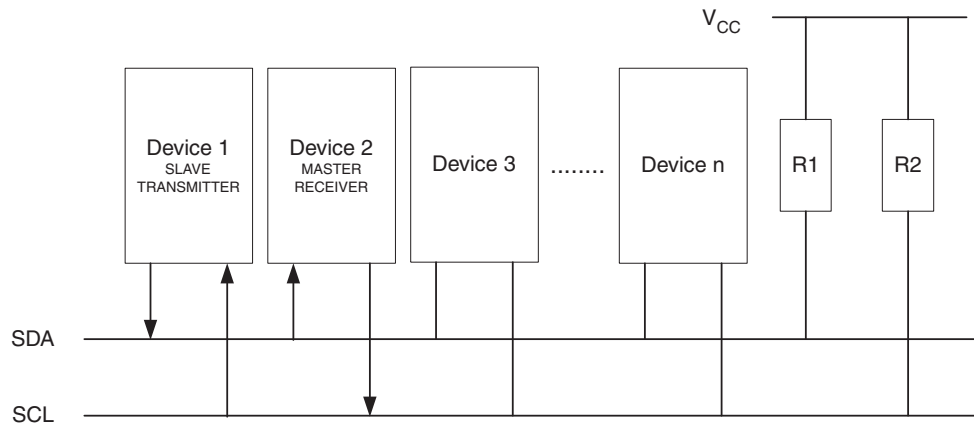 V_CC
Device 1
SLAVE
TRANSMITTER
Device 2
MASTER
RECEIVER
Device 3
........
Device n
R1
R2
SDA
SCL